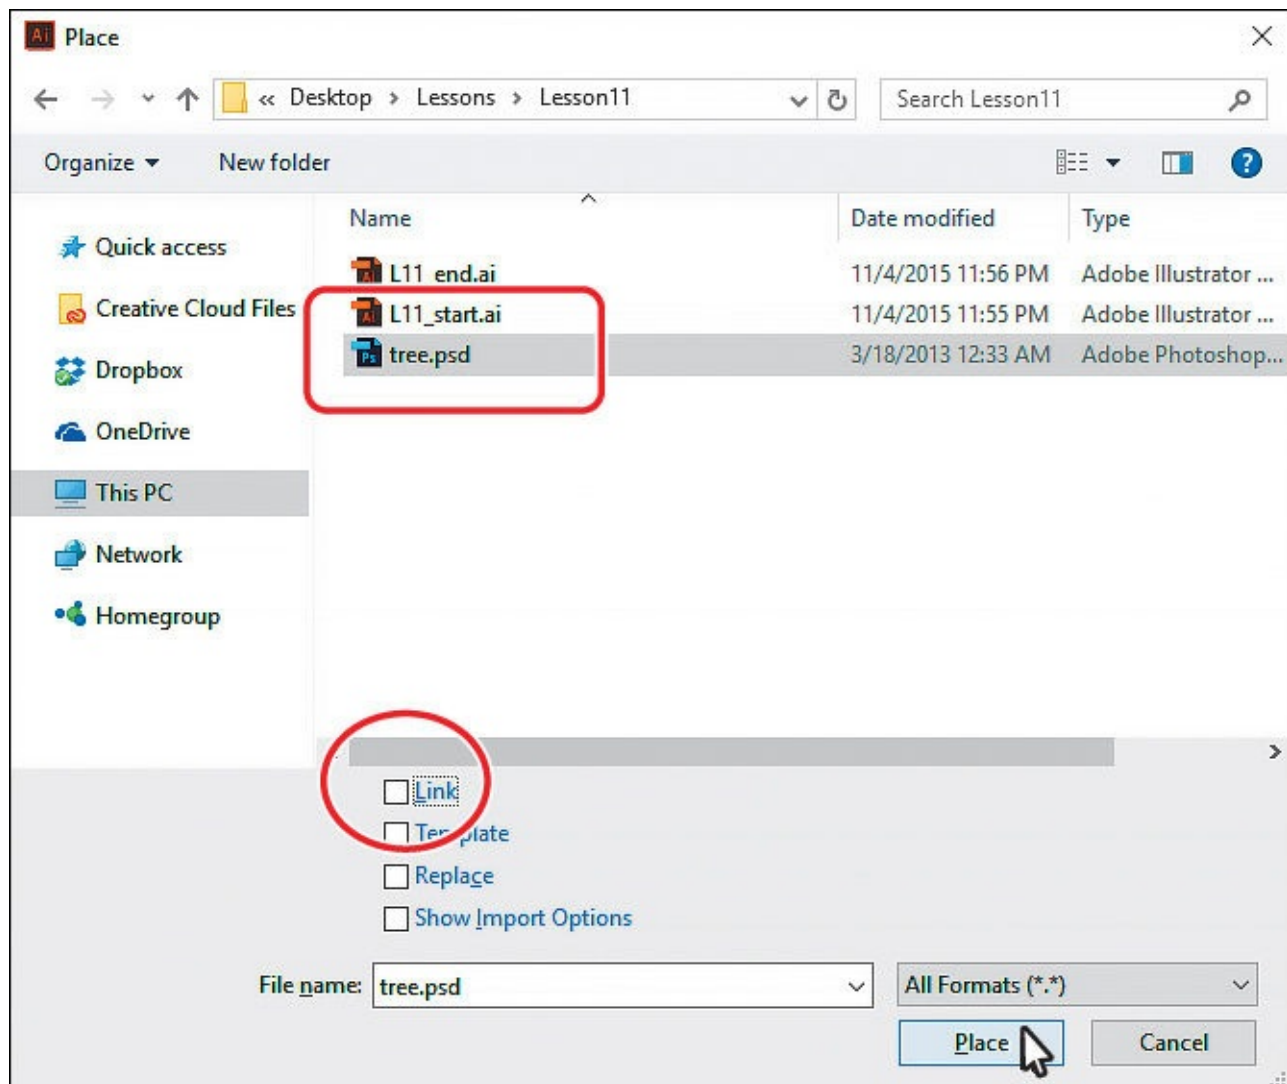 Ai Place
« Desktop > Lessons > Lesson11 Search Lesson11
Organize New folder ?
Name Date modified Type
Quick access
L11_end.ai 11/4/2015 11:56 PM Adobe Illustrator ...
Creative Cloud Files
L11_start.ai 11/4/2015 11:55 PM Adobe Illustrator ...
tree.psd 3/18/2013 12:33 AM Adobe Photoshop...
Dropbox
OneDrive
This PC
Network
Homegroup
Link
Template
Replace
Show Import Options
File name: tree.psd All Formats (*.*)
Place Cancel